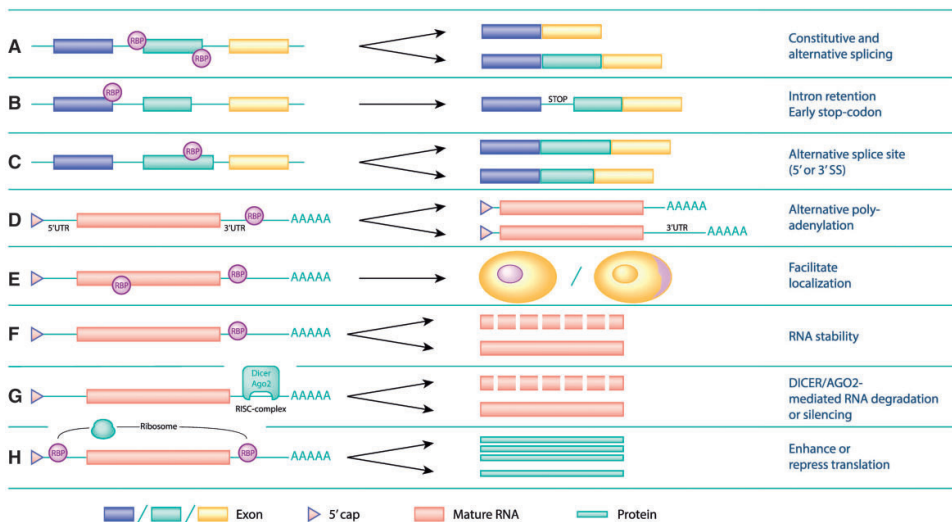 A
RBP
RBP
Constitutive and
alternative splicing
B
RBP
STOP
Intron retention
Early stop-codon
C
RBP
Alternative splice site
(5' or 3' SS)
D
5'UTR
3'UTR
RBP
AAAAA
AAAAA
3'UTR
AAAAA
Alternative poly-
adenylation
E
RBP
RBP
AAAAA
/
Facilitate
localization
F
RBP
AAAAA
RNA stability
G
Dicer
Ago2
RISC-complex
AAAAA
DICER/AGO2-
mediated RNA degradation
or silencing
H
RBP
Ribosome
RBP
AAAAA
Enhance or
repress translation
/ / Exon
5' cap
Mature RNA
Protein